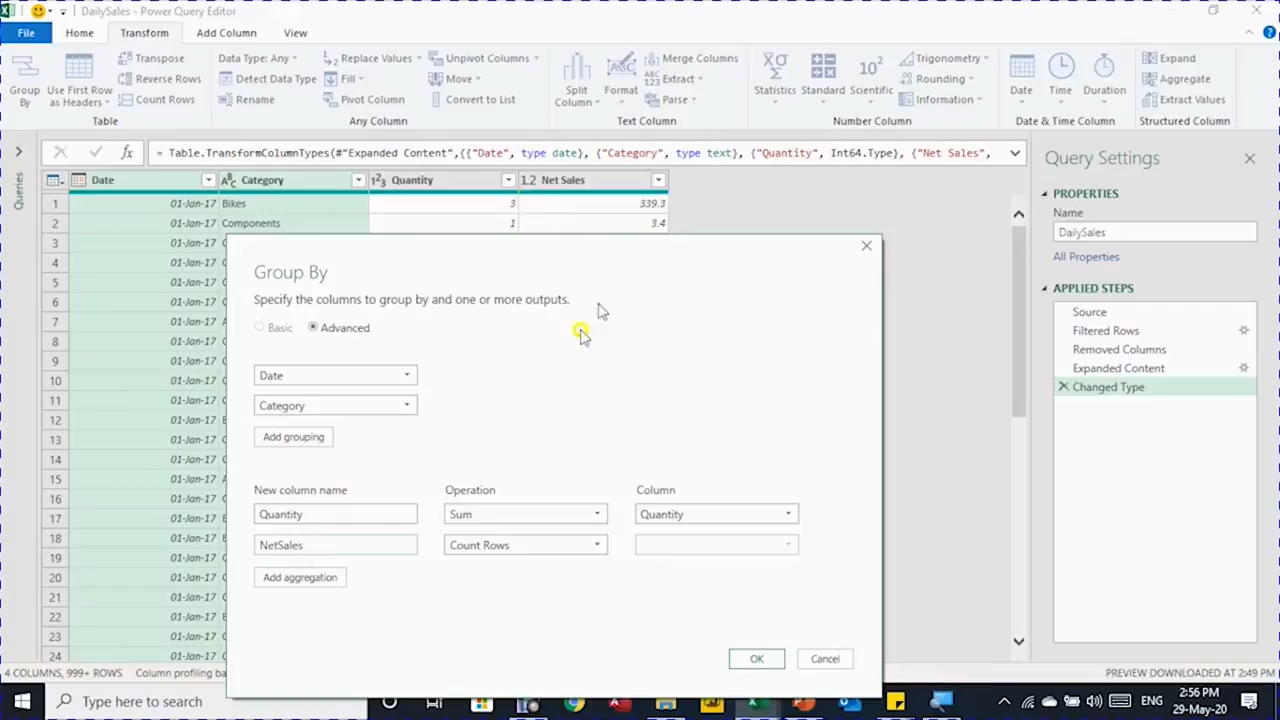 DailySales - Power Query Editor
File Home Transform Add Column View
Group By
Use First Row as Headers
Transpose
Reverse Rows
Count Rows
Table
Data Type: Any
Detect Data Type
Rename
Replace Values
Fill
Pivot Column
Unpivot Columns
Move
Convert to List
Any Column
Split Column
Format
Merge Columns
Extract
Parse
Text Column
Statistics
Standard
Scientific
Trigonometry
Rounding
Information
Number Column
Date
Time
Duration
Date & Time Column
Expand
Aggregate
Extract Values
Structured Column
Queries
fx = Table.TransformColumnTypes(#"Expanded Content",{{"Date", type date}, {"Category", type text}, {"Quantity", Int64.Type}, {"Net Sales",
Date Category Quantity Net Sales
1 01-Jan-17 Bikes 3 339.3
2 01-Jan-17 Components 1 3.4
3 01-Jan-17
4 01-Jan-17
5 01-Jan-17
6 01-Jan-17
7 01-Jan-17
8 01-Jan-17
9 01-Jan-17
10 01-Jan-17
11 01-Jan-17
12 01-Jan-17
13 01-Jan-17
14 01-Jan-17
15 01-Jan-17
16 01-Jan-17
17 01-Jan-17
18 01-Jan-17
19 01-Jan-17
20 01-Jan-17
21 01-Jan-17
22 01-Jan-17
23 01-Jan-17
24 01-Jan-17
Group By
Specify the columns to group by and one or more outputs.
Basic Advanced
Date
Category
Add grouping
New column name Operation Column
Quantity Sum Quantity
NetSales Count Rows
Add aggregation
OK Cancel
Query Settings
PROPERTIES
Name
DailySales
All Properties
APPLIED STEPS
Source
Filtered Rows
Removed Columns
Expanded Content
Changed Type
4 COLUMNS, 999+ ROWS Column profiling ba
PREVIEW DOWNLOADED AT 2:49 PM
Type here to search
ENG
2:56 PM
29-May-20